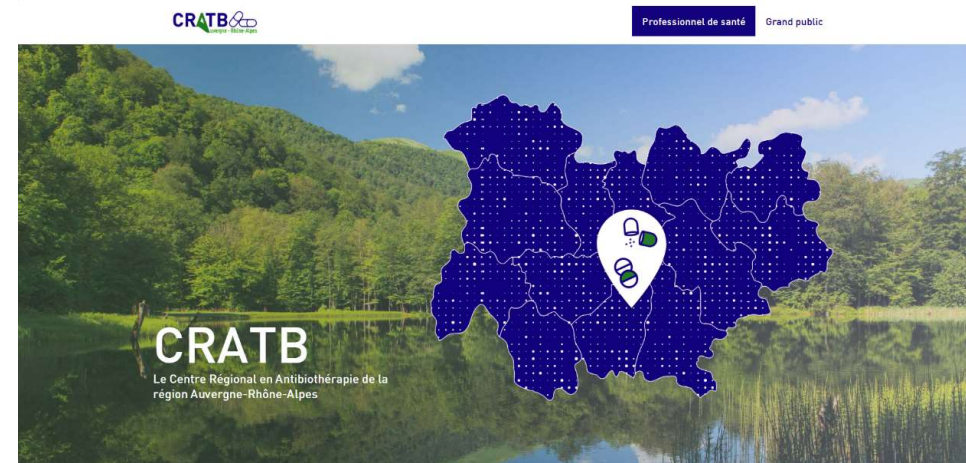 CRATB
Auvergne - Rhône-Alpes
Professionnel de santé
Grand public
CRATB
Le Centre Régional en Antibiothérapie de la
région Auvergne-Rhône-Alpes